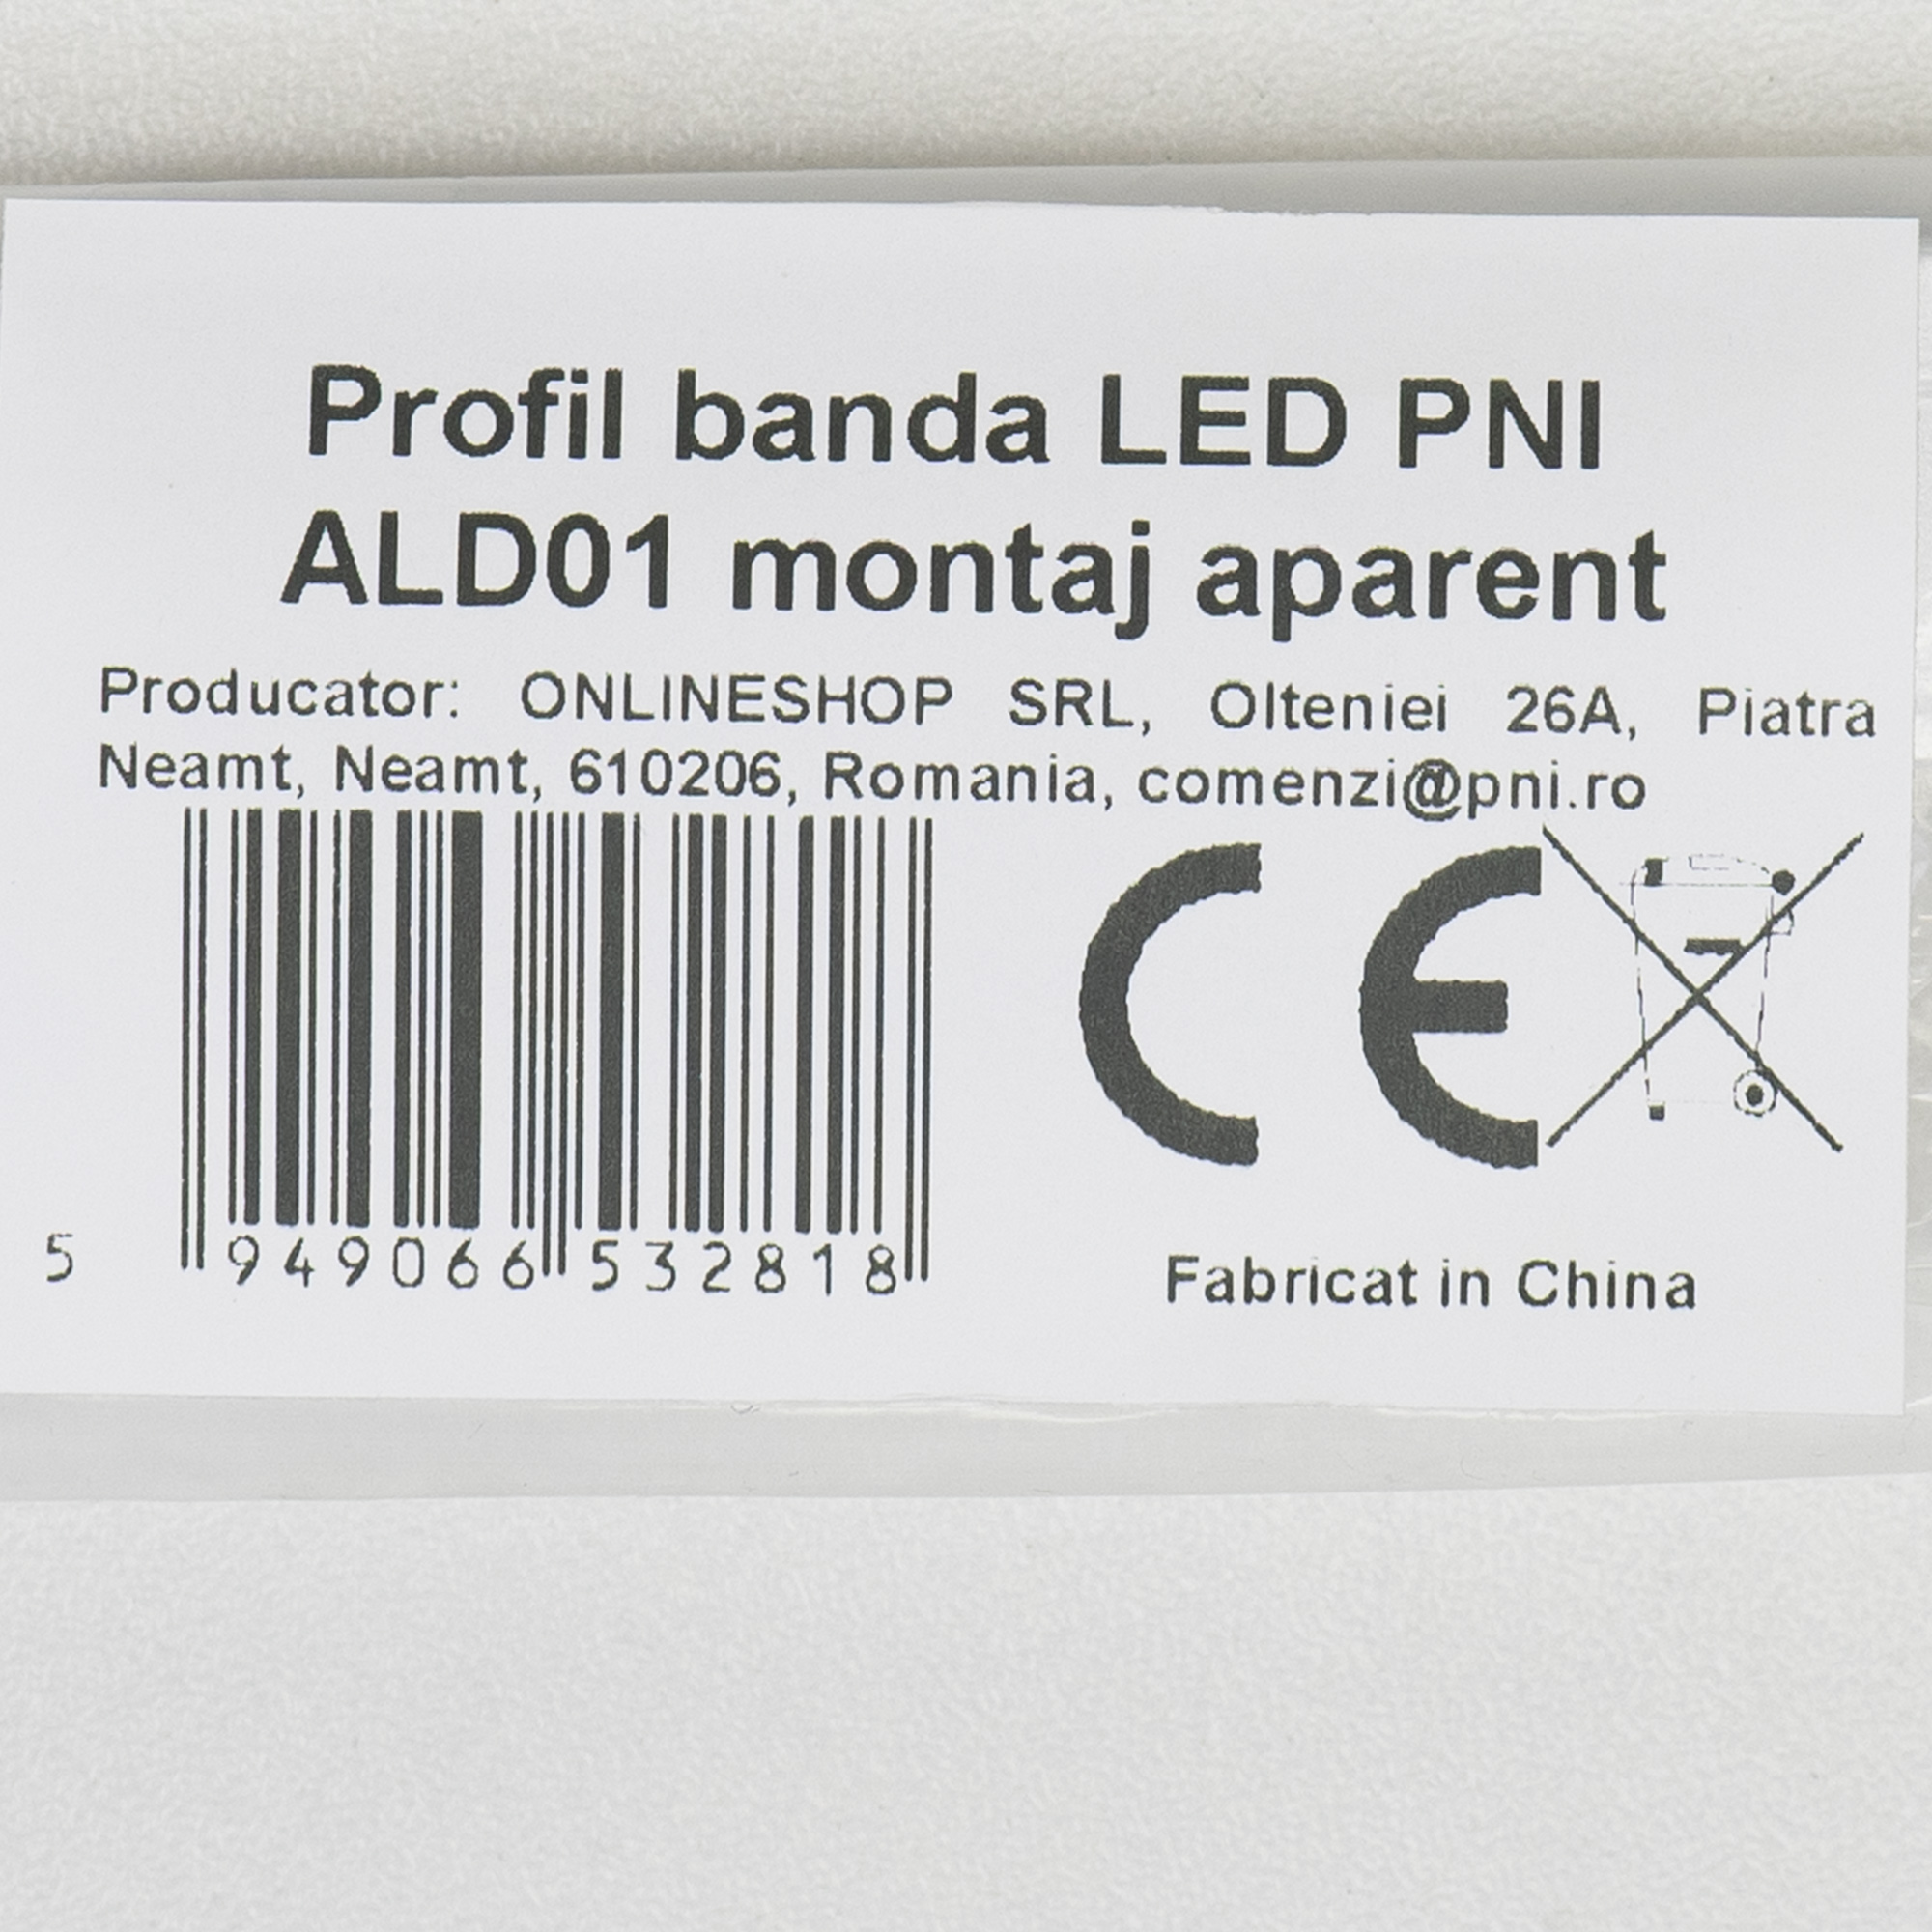 Profil banda LED PNI
ALD01 montaj aparent
Producator: ONLINESHOP SRL, Olteniei 26A, Piatra
Neamt, Neamt, 610206, Romania, comenzi@pni.ro
CE
5 949066 532818
Fabricat in China